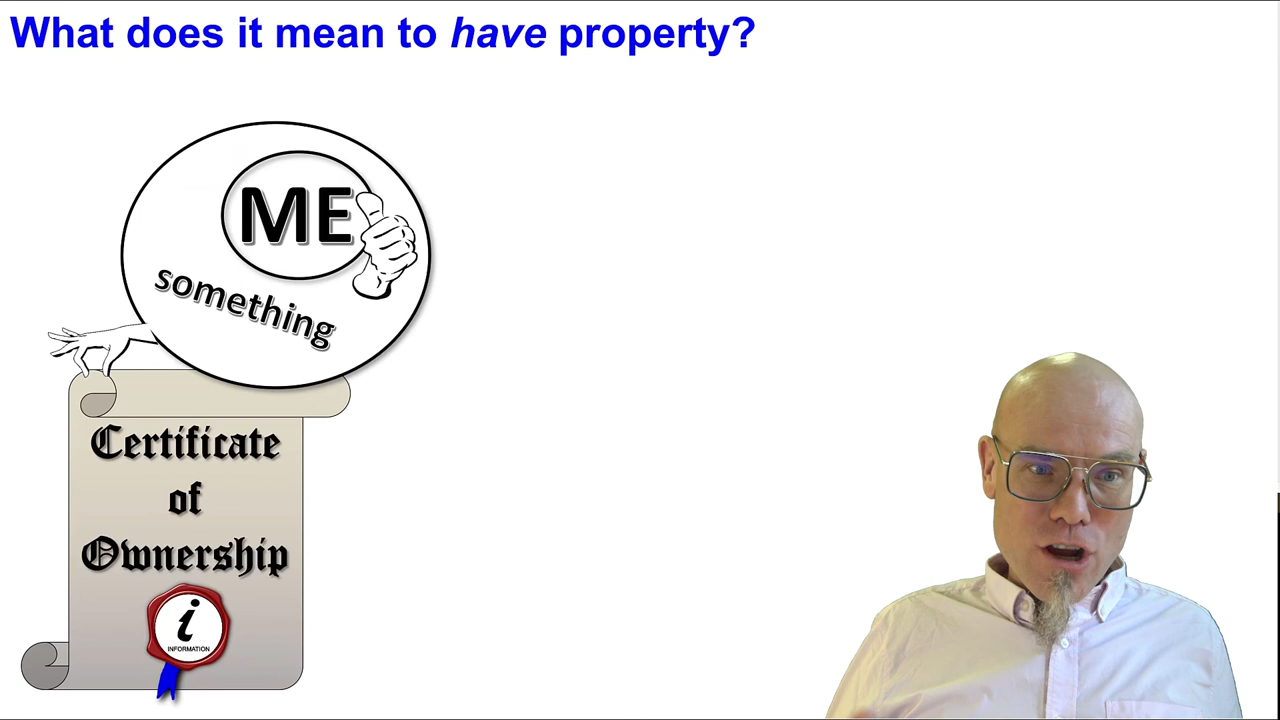 What does it mean to have property?
ME
something
Certificate
of
Ownership
i
INFORMATION